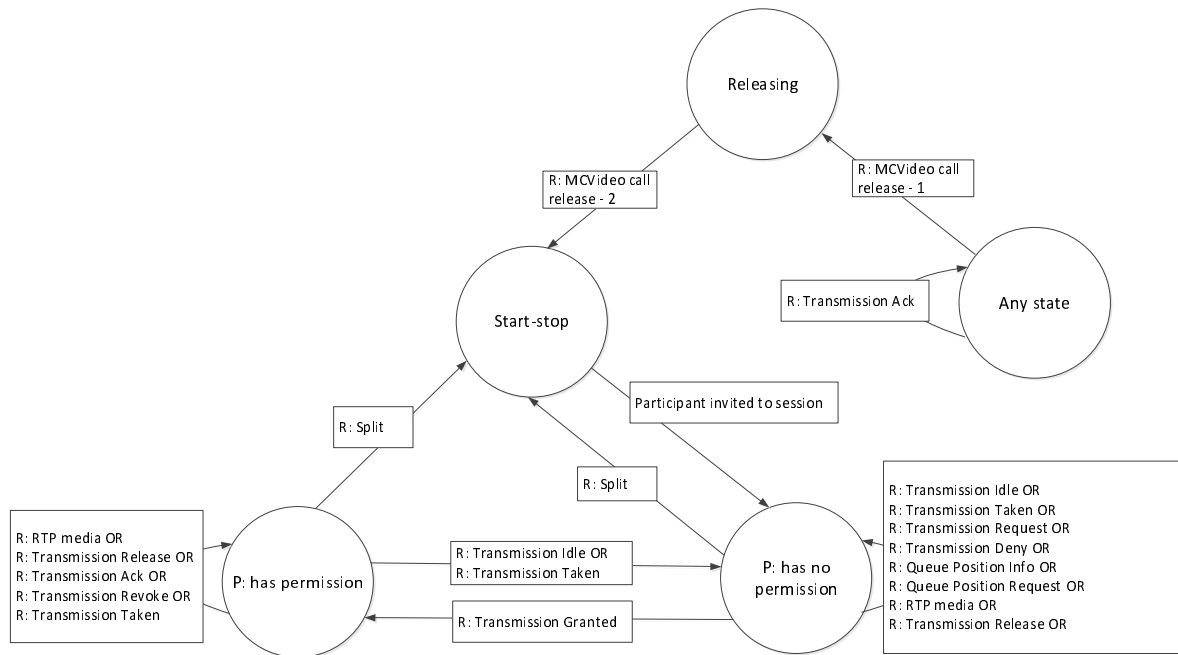 Releasing
R: MCVideo call
release - 1
R: MCVideo call
release - 2
Start-stop
R: Transmission Ack
Any state
Participant invited to session
R: Split
R: Split
R: Transmission Idle OR
R: Transmission Taken OR
R: Transmission Request OR
R: Transmission Deny OR
R: Queue Position Info OR
R: Queue Position Request OR
R: RTP media OR
R: Transmission Release OR
R: RTP media OR
R: Transmission Release OR
R: Transmission Ack OR
R: Transmission Revoke OR
R: Transmission Taken
P: has permission
R: Transmission Idle OR
R: Transmission Taken
P: has no
permission
R: Transmission Granted